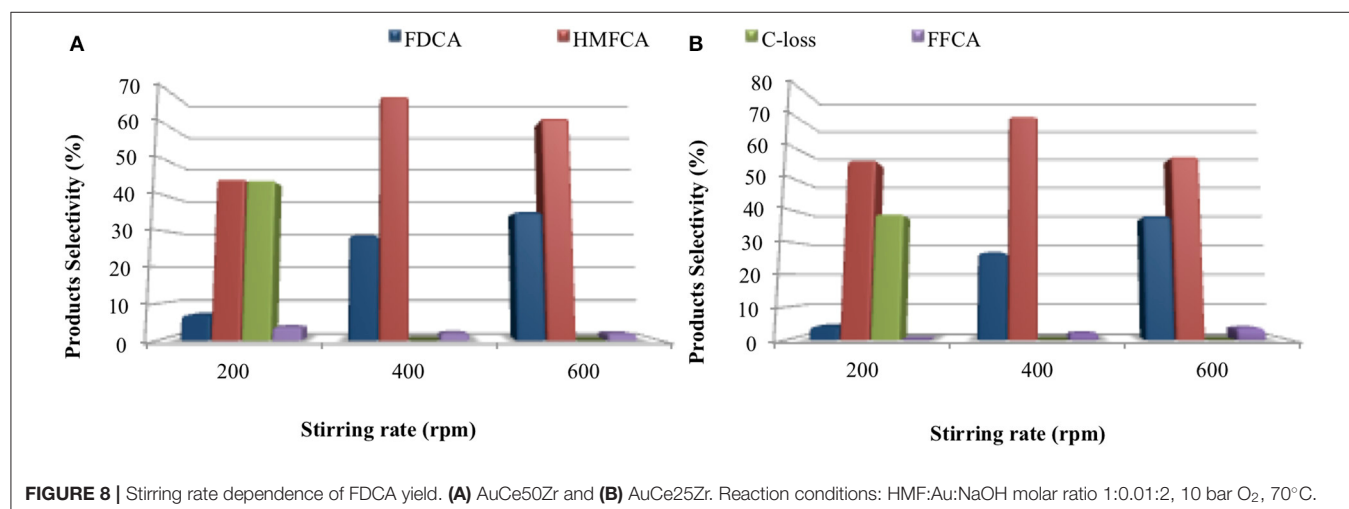 A
FDCA HMFCA
B
C-loss FFCA
Products Selectivity (%)
70
60
50
40
30
20
10
0
200 400 600
Stirring rate (rpm)
Products Selectivity (%)
80
70
60
50
40
30
20
10
0
200 400 600
Stirring rate (rpm)
FIGURE 8 | Stirring rate dependence of FDCA yield. (A) AuCe50Zr and (B) AuCe25Zr. Reaction conditions: HMF:Au:NaOH molar ratio 1:0.01:2, 10 bar O₂, 70°C.